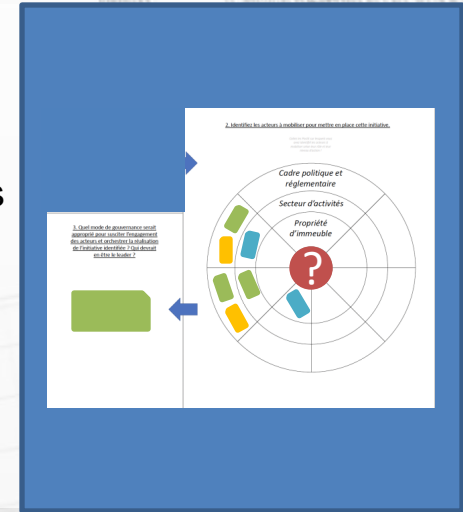 s
2. Identifiez les acteurs à mobiliser pour mettre en place cette initiative.
Cadre politique et
réglementaire
Secteur d'activités
Propriété
d'immeuble
?
3. Quel mode de gouvernance serait
approprié pour susciter l'engagement
des acteurs et orchestrer la réalisation
de l'initiative identifiée ? Qui devrait
en être le leader ?